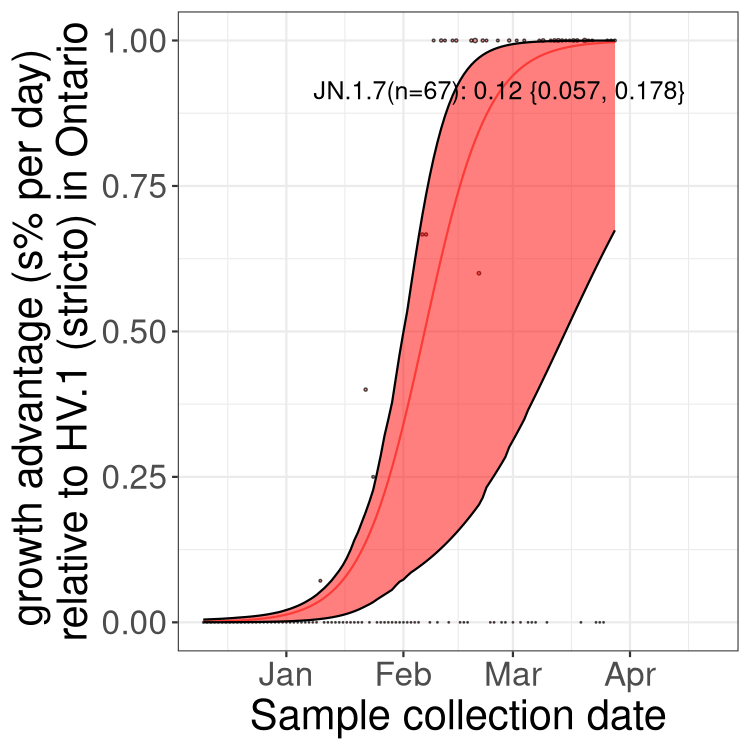 growth advantage (s% per day)
relative to HV.1 (stricto) in Ontario
1.00
0.75
0.50
0.25
0.00
JN.1.7(n=67): 0.12 {0.057, 0.178}
Jan Feb Mar Apr
Sample collection date